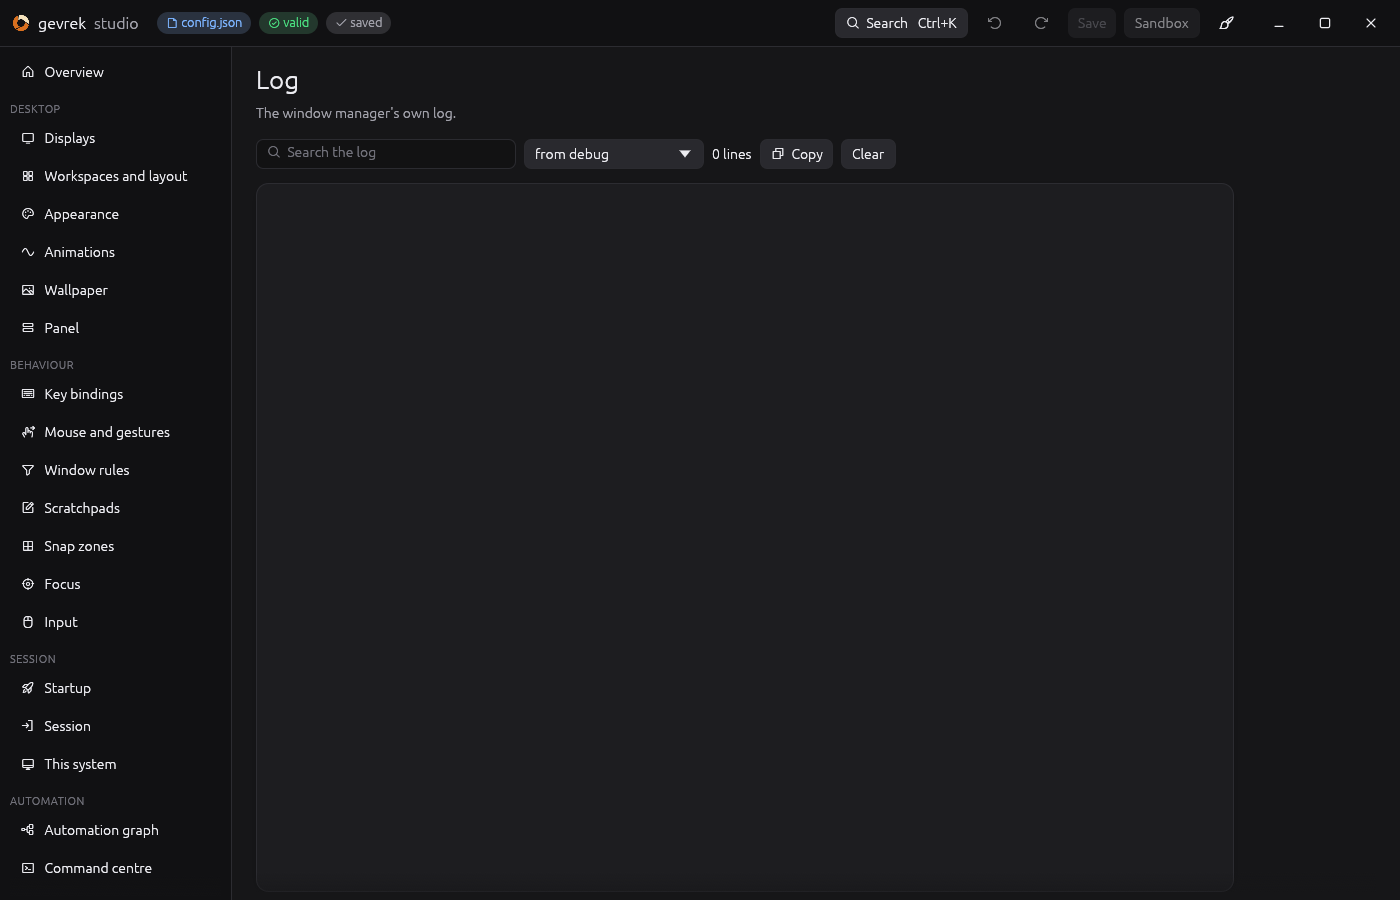 gevrek studio config.json valid saved Search Ctrl+K Save Sandbox
Overview
DESKTOP
Displays
Workspaces and layout
Appearance
Animations
Wallpaper
Panel
BEHAVIOUR
Key bindings
Mouse and gestures
Window rules
Scratchpads
Snap zones
Focus
Input
SESSION
Startup
Session
This system
AUTOMATION
Automation graph
Command centre
Log
The window manager's own log.
Search the log from debug 0 lines Copy Clear